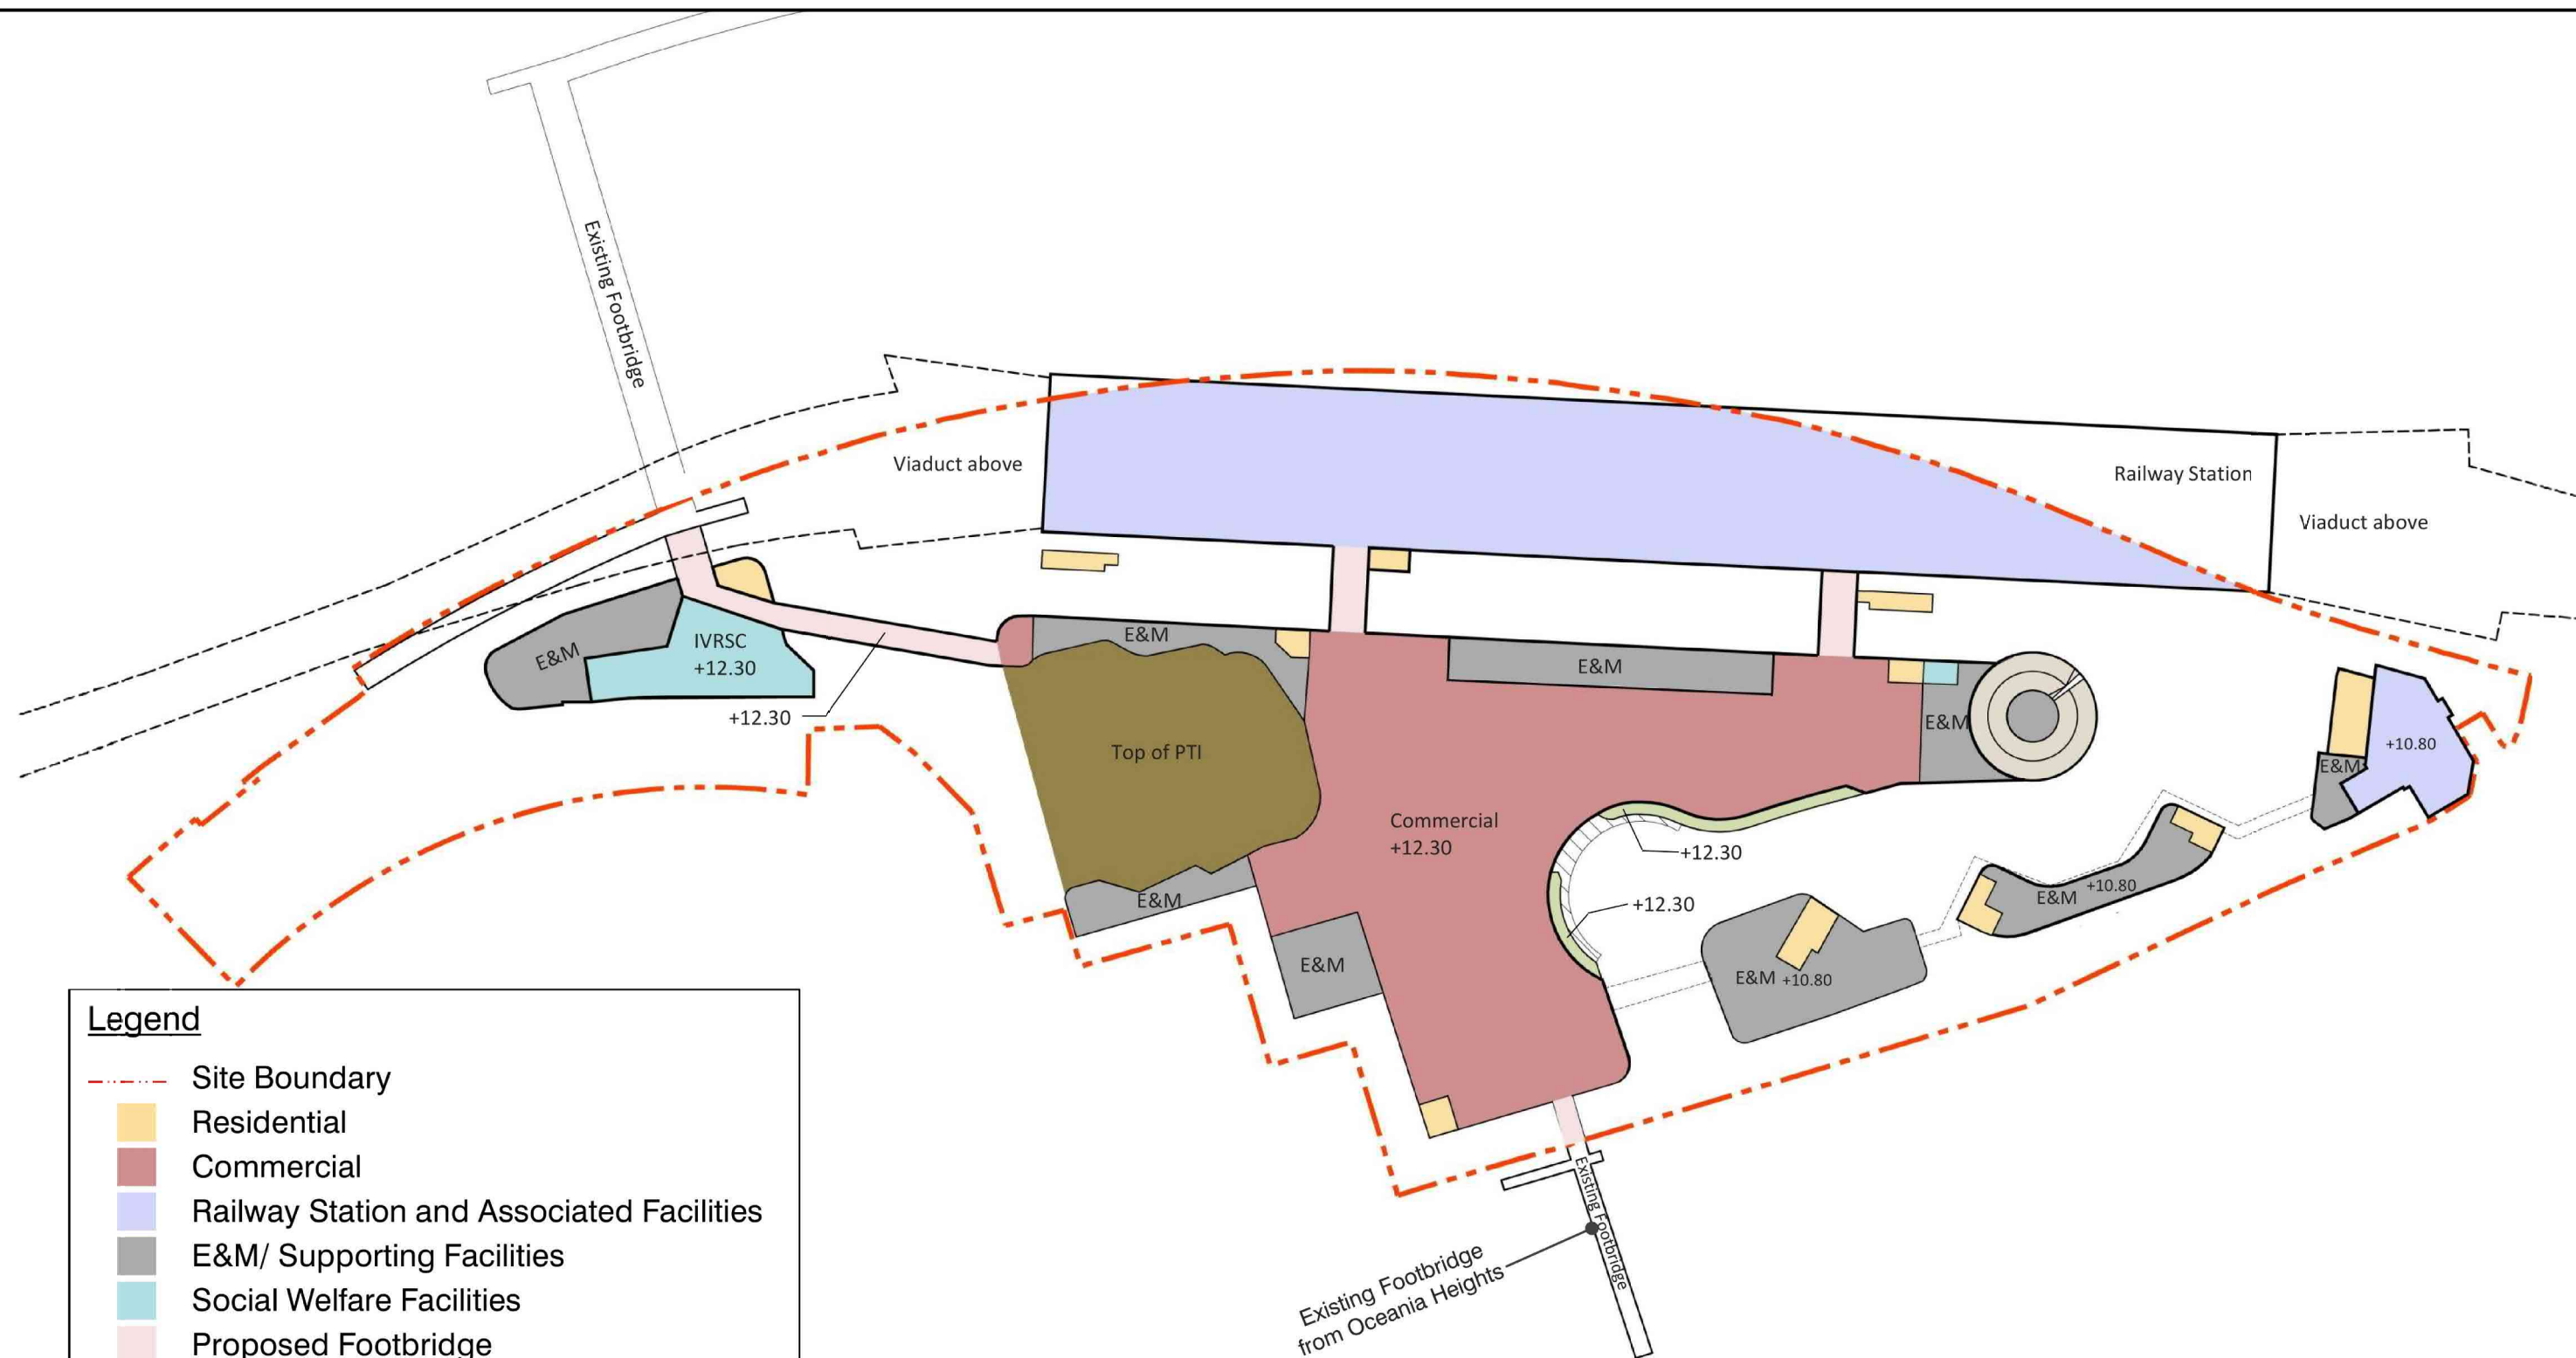 Existing Footbridge
Viaduct above
Railway Station
Viaduct above
E&M
IVRSC
+12.30
+12.30
E&M
E&M
E&M
Top of PTI
+10.80
E&M
Commercial
+12.30
+12.30
+12.30
E&M
+10.80
E&M
E&M
E&M +10.80
Existing Footbridge
Existing Footbridge
from Oceania Heights
Legend
Site Boundary
Residential
Commercial
Railway Station and Associated Facilities
E&M/ Supporting Facilities
Social Welfare Facilities
Proposed Footbridge